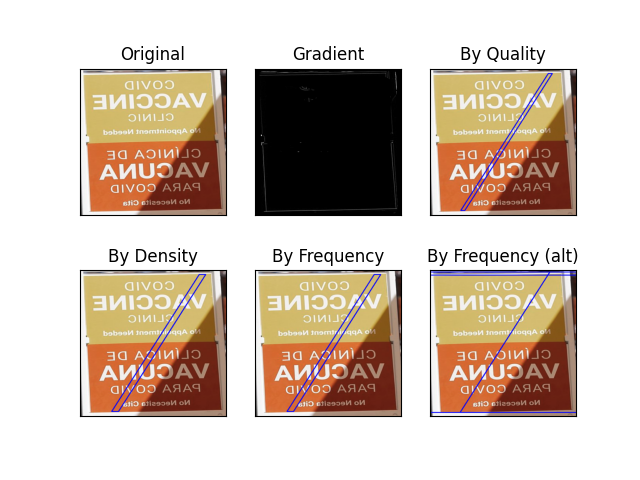 Original
Gradient
By Quality
COVID
VACCINE
CLINIC
No Appointment Needed
CLÍNICA DE
VACUNA
PARA COVID
No Necesita Cita
COVID
VACCINE
CLINIC
No Appointment Needed
CLÍNICA DE
VACUNA
PARA COVID
No Necesita Cita
By Density
By Frequency
By Frequency (alt)
COVID
VACCINE
CLINIC
No Appointment Needed
CLÍNICA DE
VACUNA
PARA COVID
No Necesita Cita
COVID
VACCINE
CLINIC
No Appointment Needed
CLÍNICA DE
VACUNA
PARA COVID
No Necesita Cita
COVID
VACCINE
CLINIC
No Appointment Needed
CLÍNICA DE
VACUNA
PARA COVID
No Necesita Cita